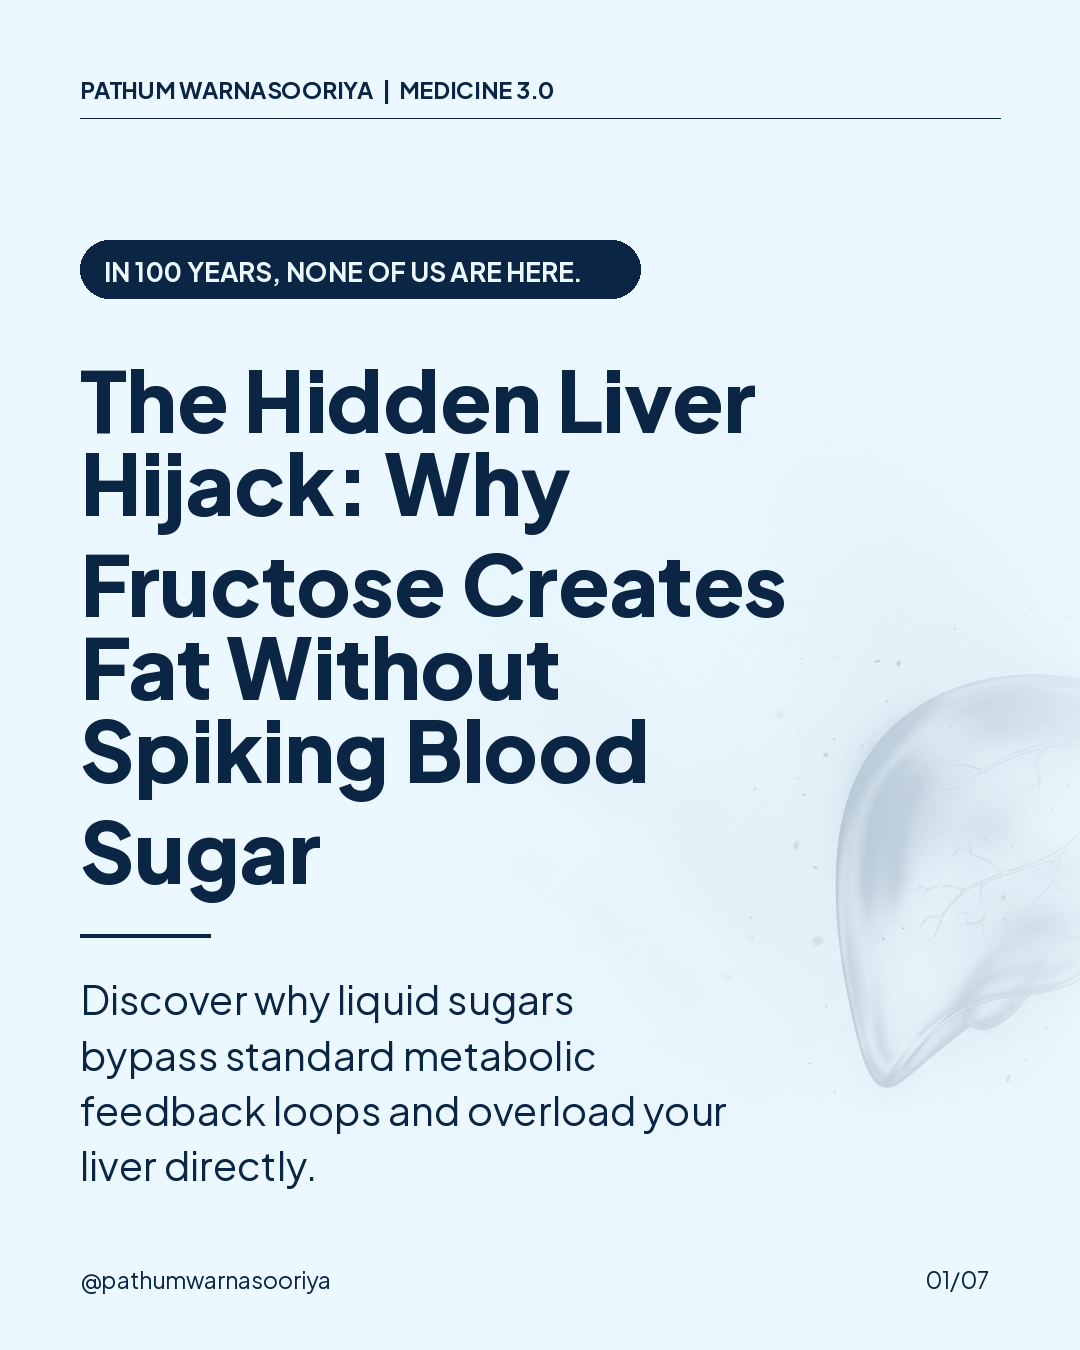 PATHUM WARNASOORIYA | MEDICINE 3.0
IN 100 YEARS, NONE OF US ARE HERE.
The Hidden Liver
Hijack: Why
Fructose Creates
Fat Without
Spiking Blood
Sugar
Discover why liquid sugars
bypass standard metabolic
feedback loops and overload your
liver directly.
@pathumwarnasooriya
01/07